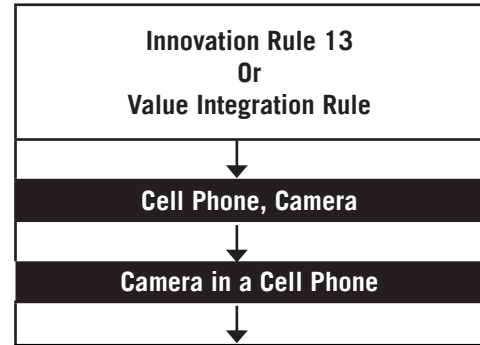 Innovation Rule 13
Or
Value Integration Rule
Cell Phone, Camera
Camera in a Cell Phone